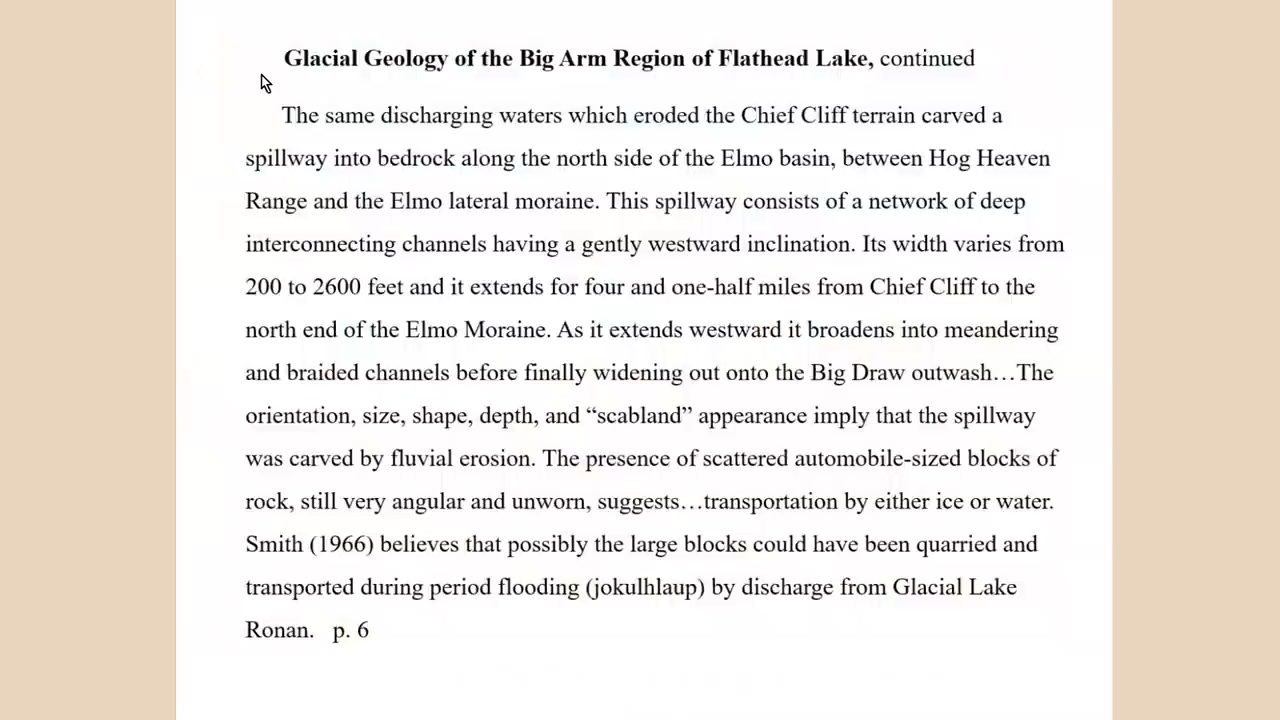 Glacial Geology of the Big Arm Region of Flathead Lake, continued
The same discharging waters which eroded the Chief Cliff terrain carved a
spillway into bedrock along the north side of the Elmo basin, between Hog Heaven
Range and the Elmo lateral moraine. This spillway consists of a network of deep
interconnecting channels having a gently westward inclination. Its width varies from
200 to 2600 feet and it extends for four and one-half miles from Chief Cliff to the
north end of the Elmo Moraine. As it extends westward it broadens into meandering
and braided channels before finally widening out onto the Big Draw outwash…The
orientation, size, shape, depth, and “scabland” appearance imply that the spillway
was carved by fluvial erosion. The presence of scattered automobile-sized blocks of
rock, still very angular and unworn, suggests…transportation by either ice or water.
Smith (1966) believes that possibly the large blocks could have been quarried and
transported during period flooding (jokulhlaup) by discharge from Glacial Lake
Ronan. p. 6